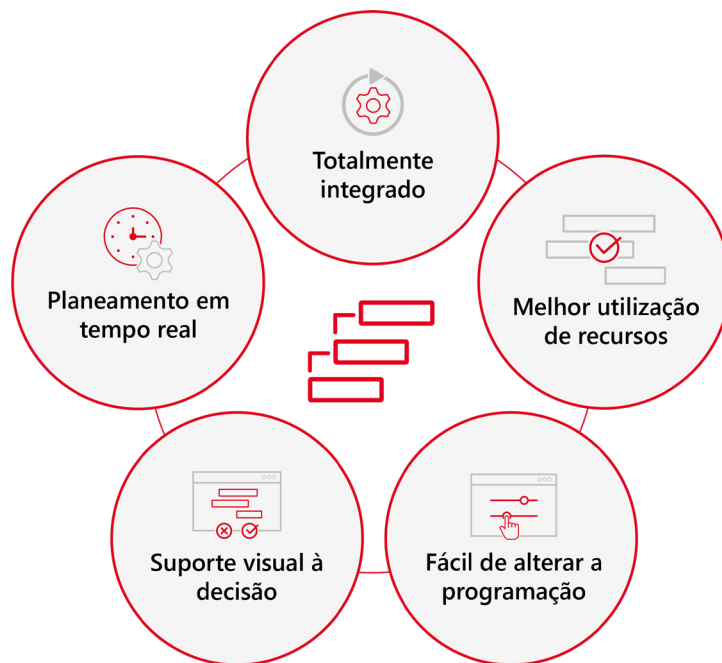 Totalmente
integrado
Melhor utilização
de recursos
Fácil de alterar a
programação
Suporte visual à
decisão
Planeamento em
tempo real